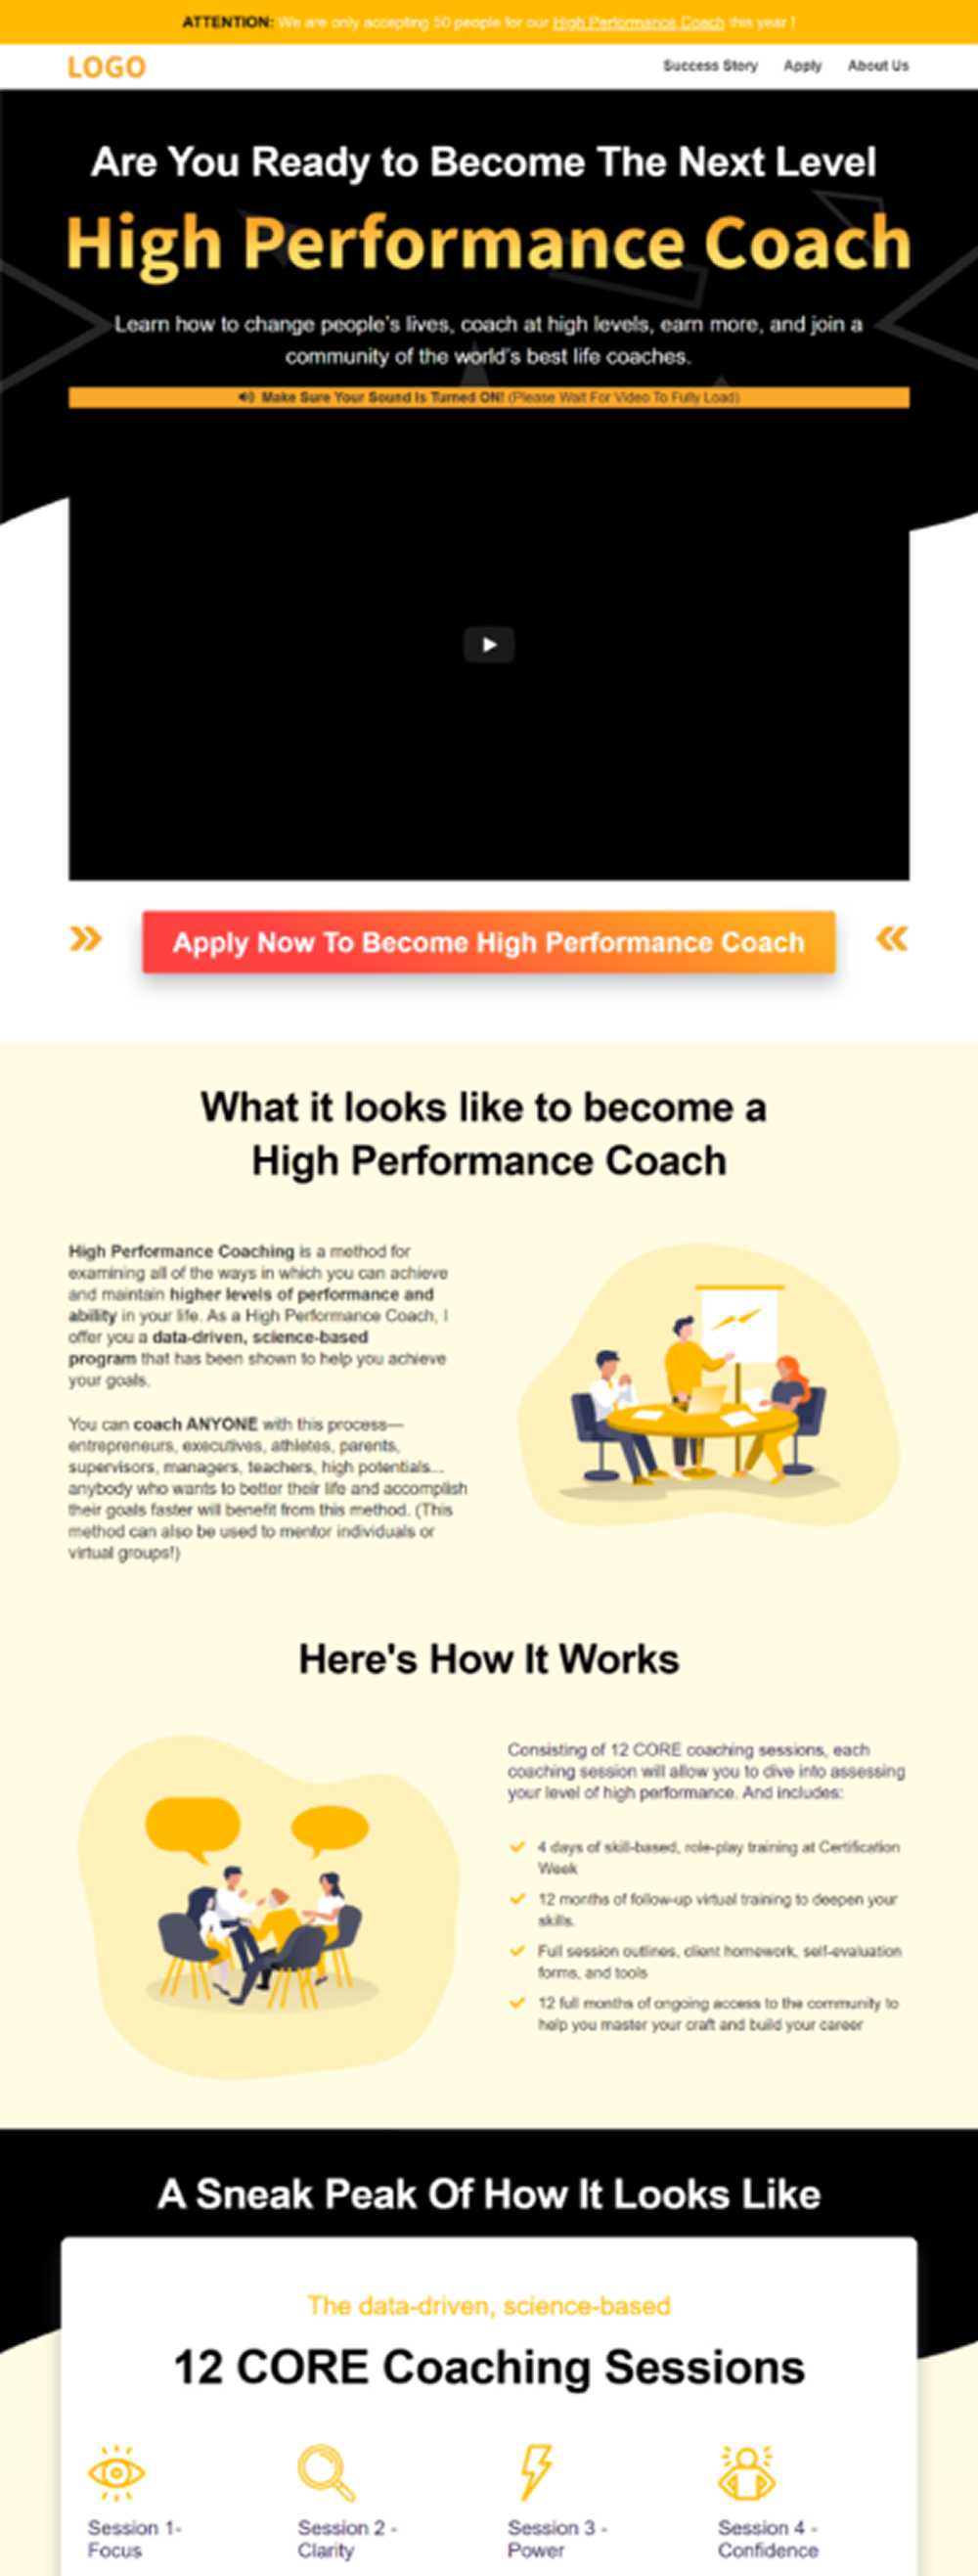 ATTENTION: We are only accepting 50 people for our High Performance Coach this year !
LOGO
Success Story Apply About Us
Are You Ready to Become The Next Level
High Performance Coach
Learn how to change people's lives, coach at high levels, earn more, and join a
community of the world's best life coaches.
Make Sure Your Sound Is Turned ON! (Please Wait For Video To Fully Load)
Apply Now To Become High Performance Coach
What it looks like to become a
High Performance Coach
High Performance Coaching is a method for
examining all of the ways in which you can achieve
and maintain higher levels of performance and
ability in your life. As a High Performance Coach, I
offer you a data-driven, science-based
program that has been shown to help you achieve
your goals.
You can coach ANYONE with this process—
entrepreneurs, executives, athletes, parents,
supervisors, managers, teachers, high potentials...
anybody who wants to better their life and accomplish
their goals faster will benefit from this method. (This
method can also be used to mentor individuals or
virtual groups!)
Here's How It Works
Consisting of 12 CORE coaching sessions, each
coaching session will allow you to dive into assessing
your level of high performance. And includes:
4 days of skill-based, role-play training at Certification
Week
12 months of follow-up virtual training to deepen your
skills.
Full session outlines, client homework, self-evaluation
forms, and tools
12 full months of ongoing access to the community to
help you master your craft and build your career
A Sneak Peak Of How It Looks Like
The data-driven, science-based
12 CORE Coaching Sessions
Session 1-
Focus
Session 2 -
Clarity
Session 3 -
Power
Session 4 -
Confidence